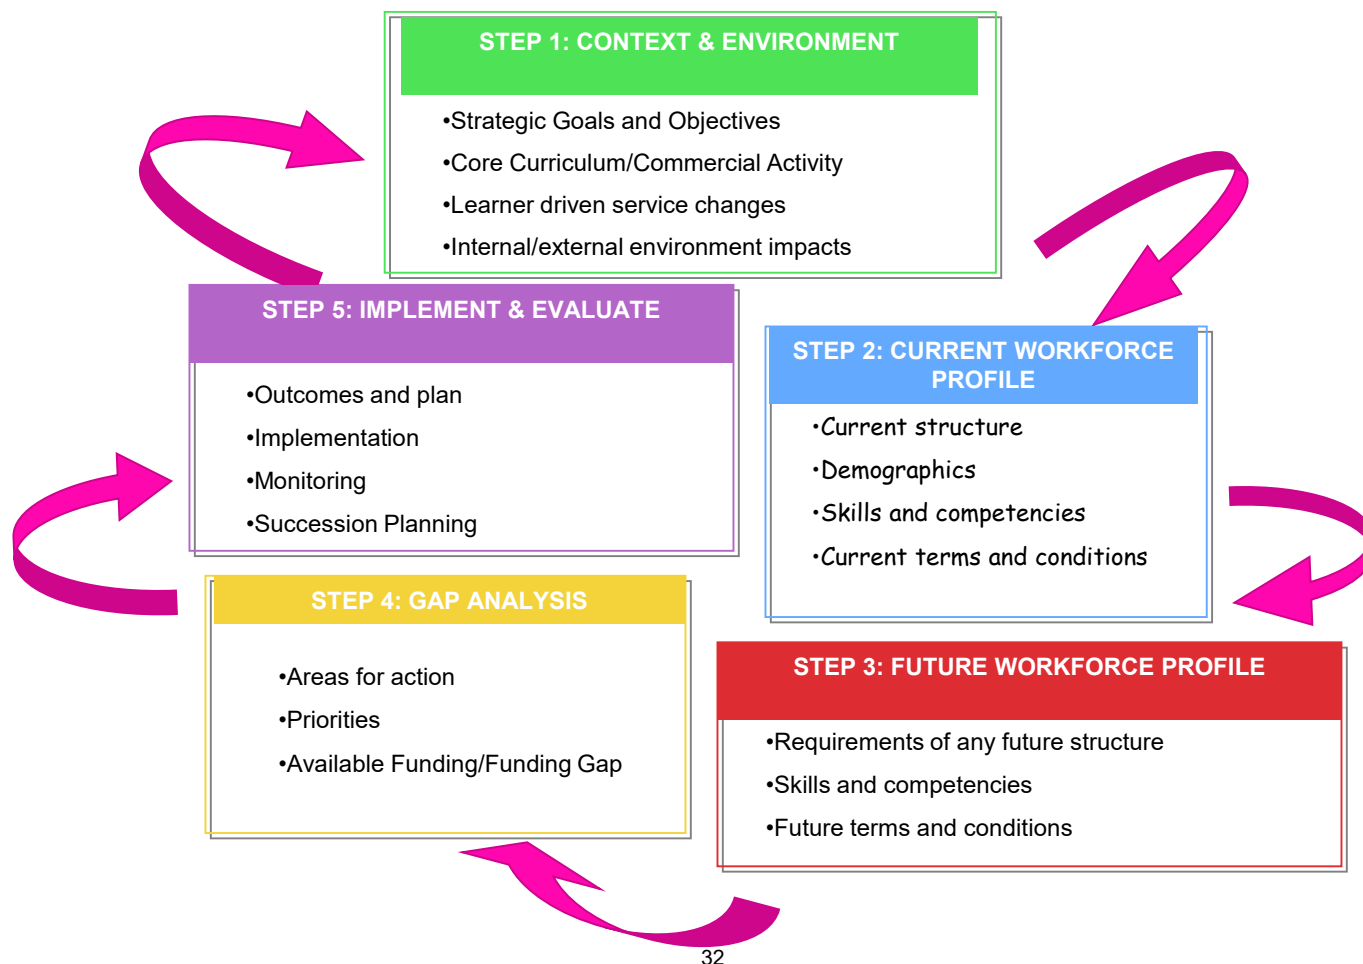 STEP 1: CONTEXT & ENVIRONMENT
•Strategic Goals and Objectives
•Core Curriculum/Commercial Activity
•Learner driven service changes
•Internal/external environment impacts
STEP 2: CURRENT WORKFORCE
PROFILE
•Current structure
•Demographics
•Skills and competencies
•Current terms and conditions
STEP 3: FUTURE WORKFORCE PROFILE
•Requirements of any future structure
•Skills and competencies
•Future terms and conditions
STEP 4: GAP ANALYSIS
•Areas for action
•Priorities
•Available Funding/Funding Gap
STEP 5: IMPLEMENT & EVALUATE
•Outcomes and plan
•Implementation
•Monitoring
•Succession Planning
32